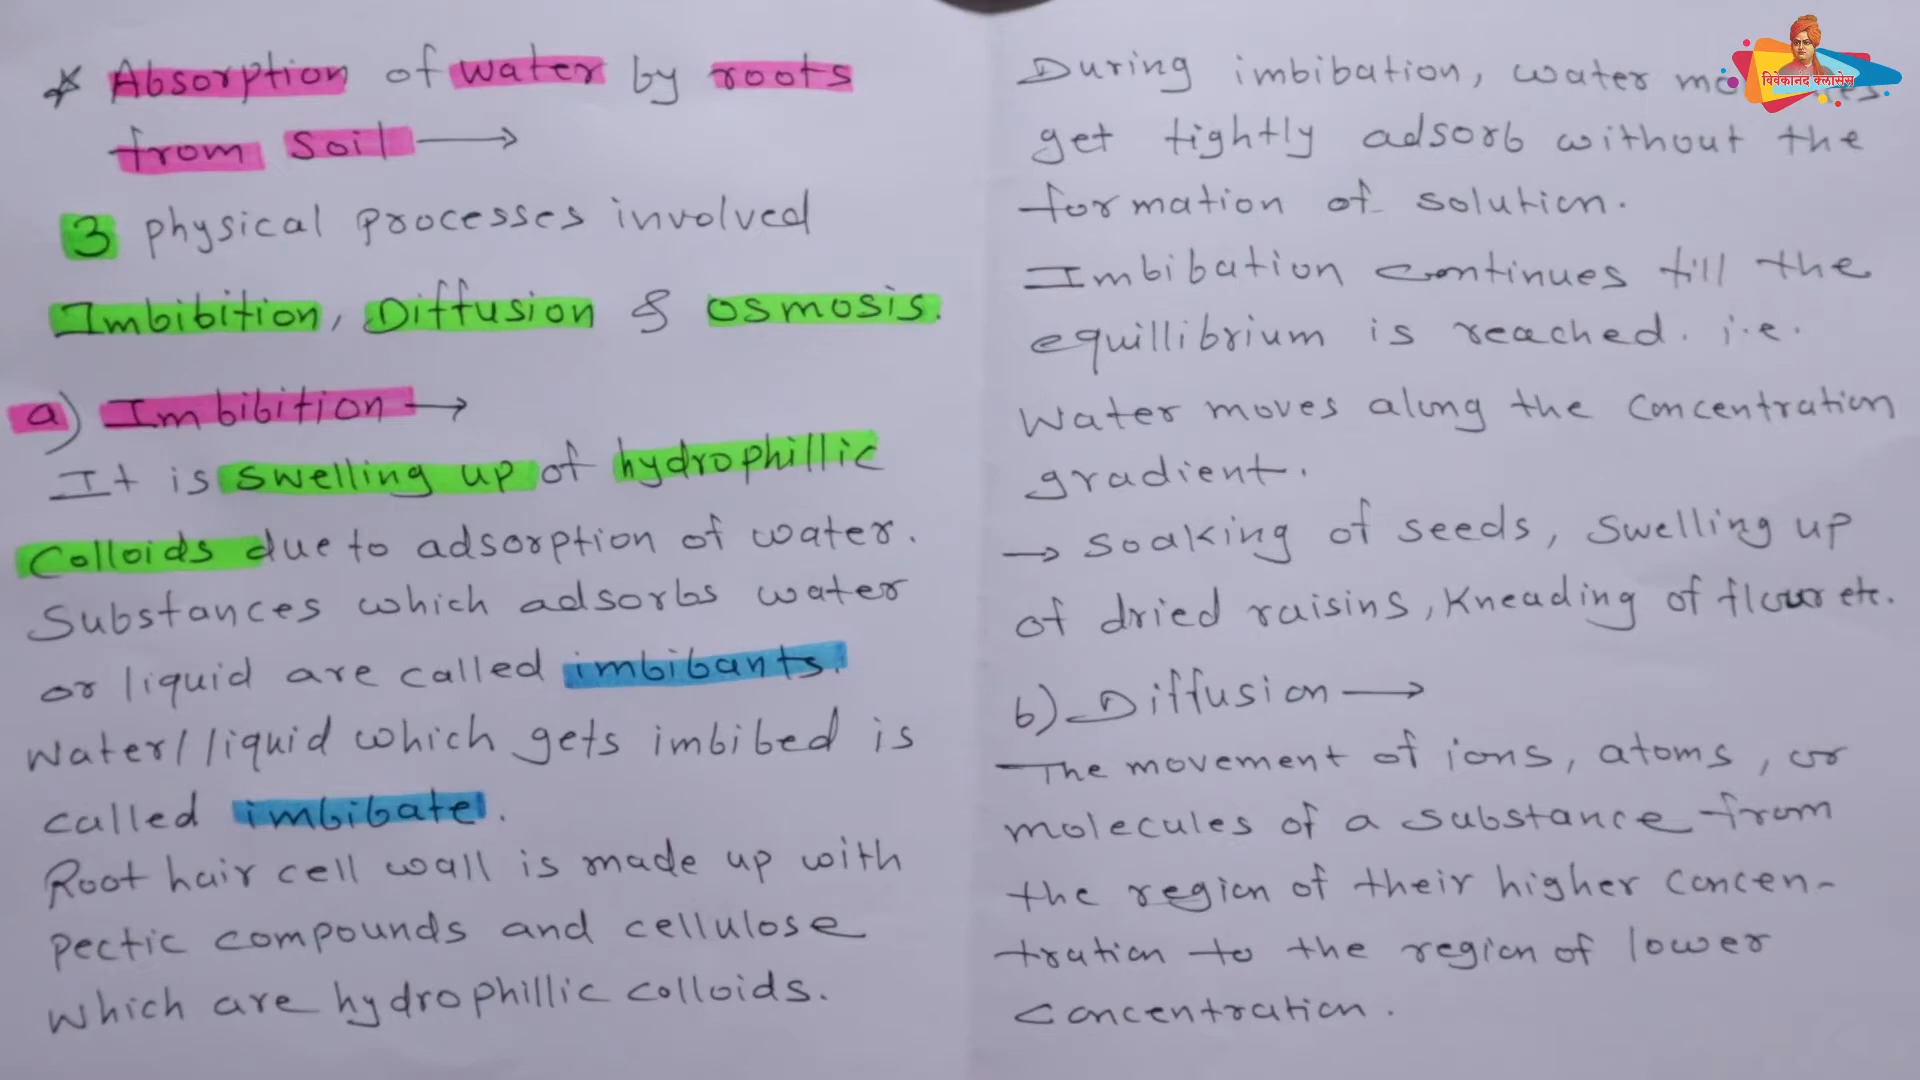 * Absorption of water by roots
from soil →
3 physical processes involved
Imbibition, Diffusion & osmosis.
a) Imbibition →
It is swelling up of hydrophillic
colloids due to adsorption of water.
Substances which adsorbs water
or liquid are called imbibants.
Water/liquid which gets imbibed is
called imbibate.
Root hair cell wall is made up with
pectic compounds and cellulose
which are hydrophillic colloids.
During imbibation, water
get tightly adsorb without the
formation of solution.
Imbibation continues till the
equillibrium is reached. i.e.
Water moves along the concentration
gradient.
→ Soaking of seeds, swelling up
of dried raisins, kneading of flour etc.
b) Diffusion →
The movement of ions, atoms, or
molecules of a substance from
the region of their higher concen-
tration to the region of lower
concentration.
विवेकानंद क्लासेस